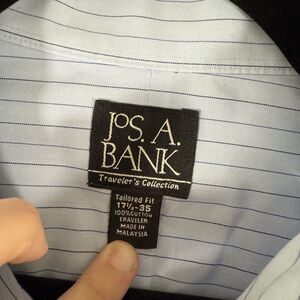 JOS. A.
BANK
Traveler's Collection
Tailored Fit
17½-35
100% COTTON
TRAVELER
MADE IN
MALAYSIA